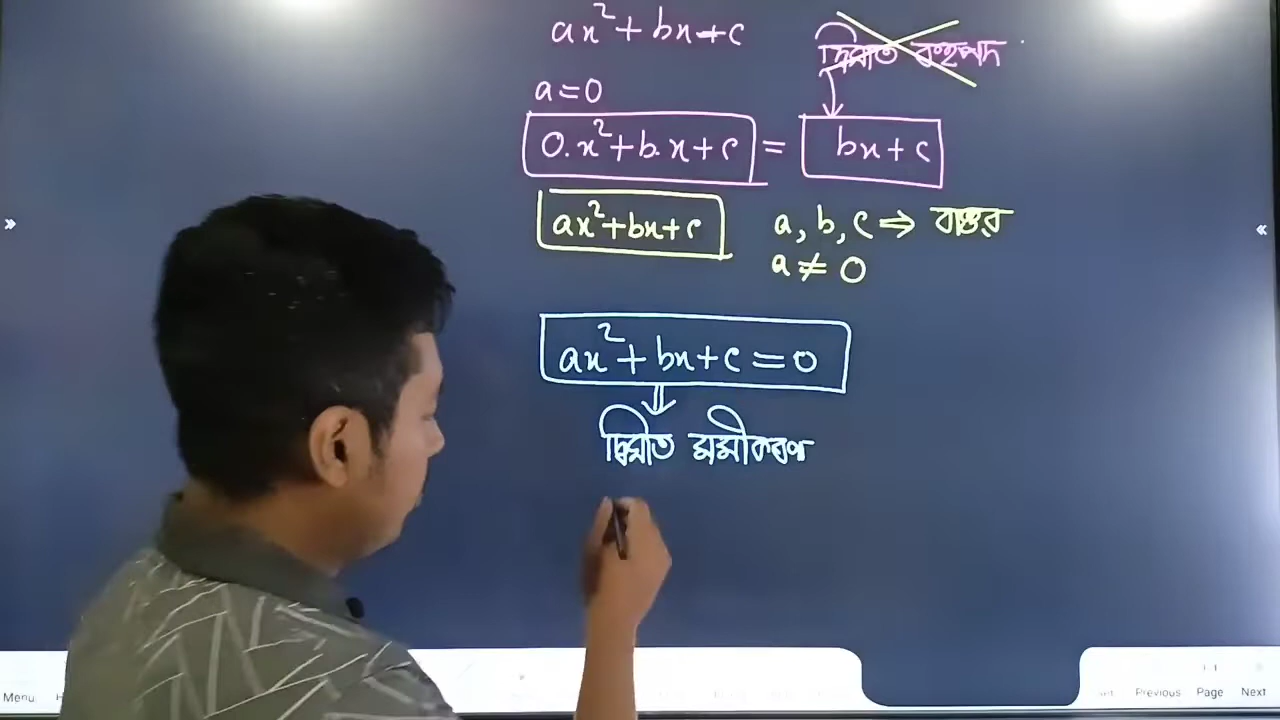 ax²+bx+c
দ্বিঘাত বহুপদ
a=0
0.x²+b.x+c = bx+c
ax²+bx+c a, b, c ⇒ বাস্তব
a ≠ 0
ax²+bx+c=0
দ্বিঘাত সমীকরণ
Menu Previous Page Next